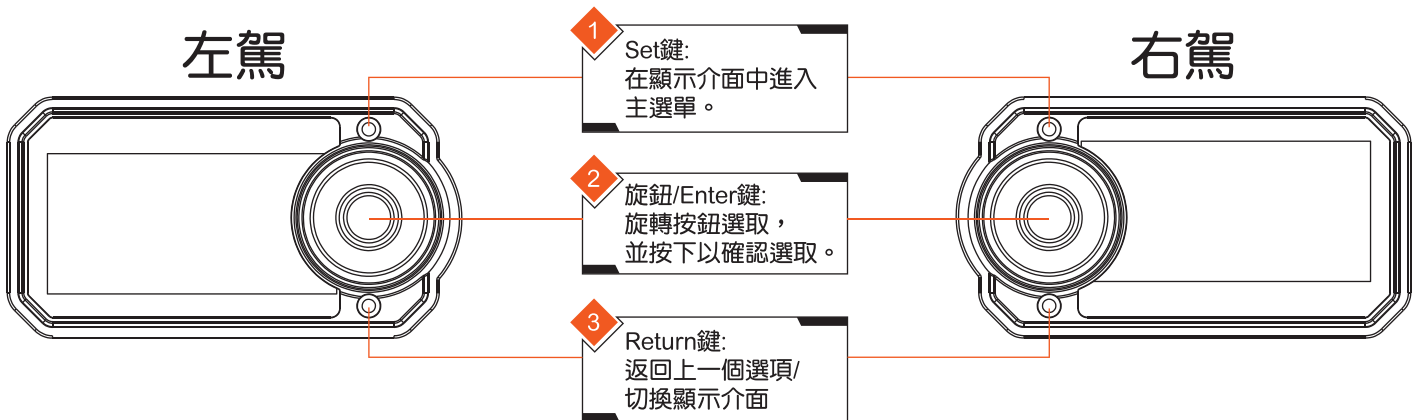 左駕
右駕
1
Set鍵:
在顯示介面中進入
主選單。
2
旋鈕/Enter鍵:
旋轉按鈕選取，
並按下以確認選取。
3
Return鍵:
返回上一個選項/
切換顯示介面